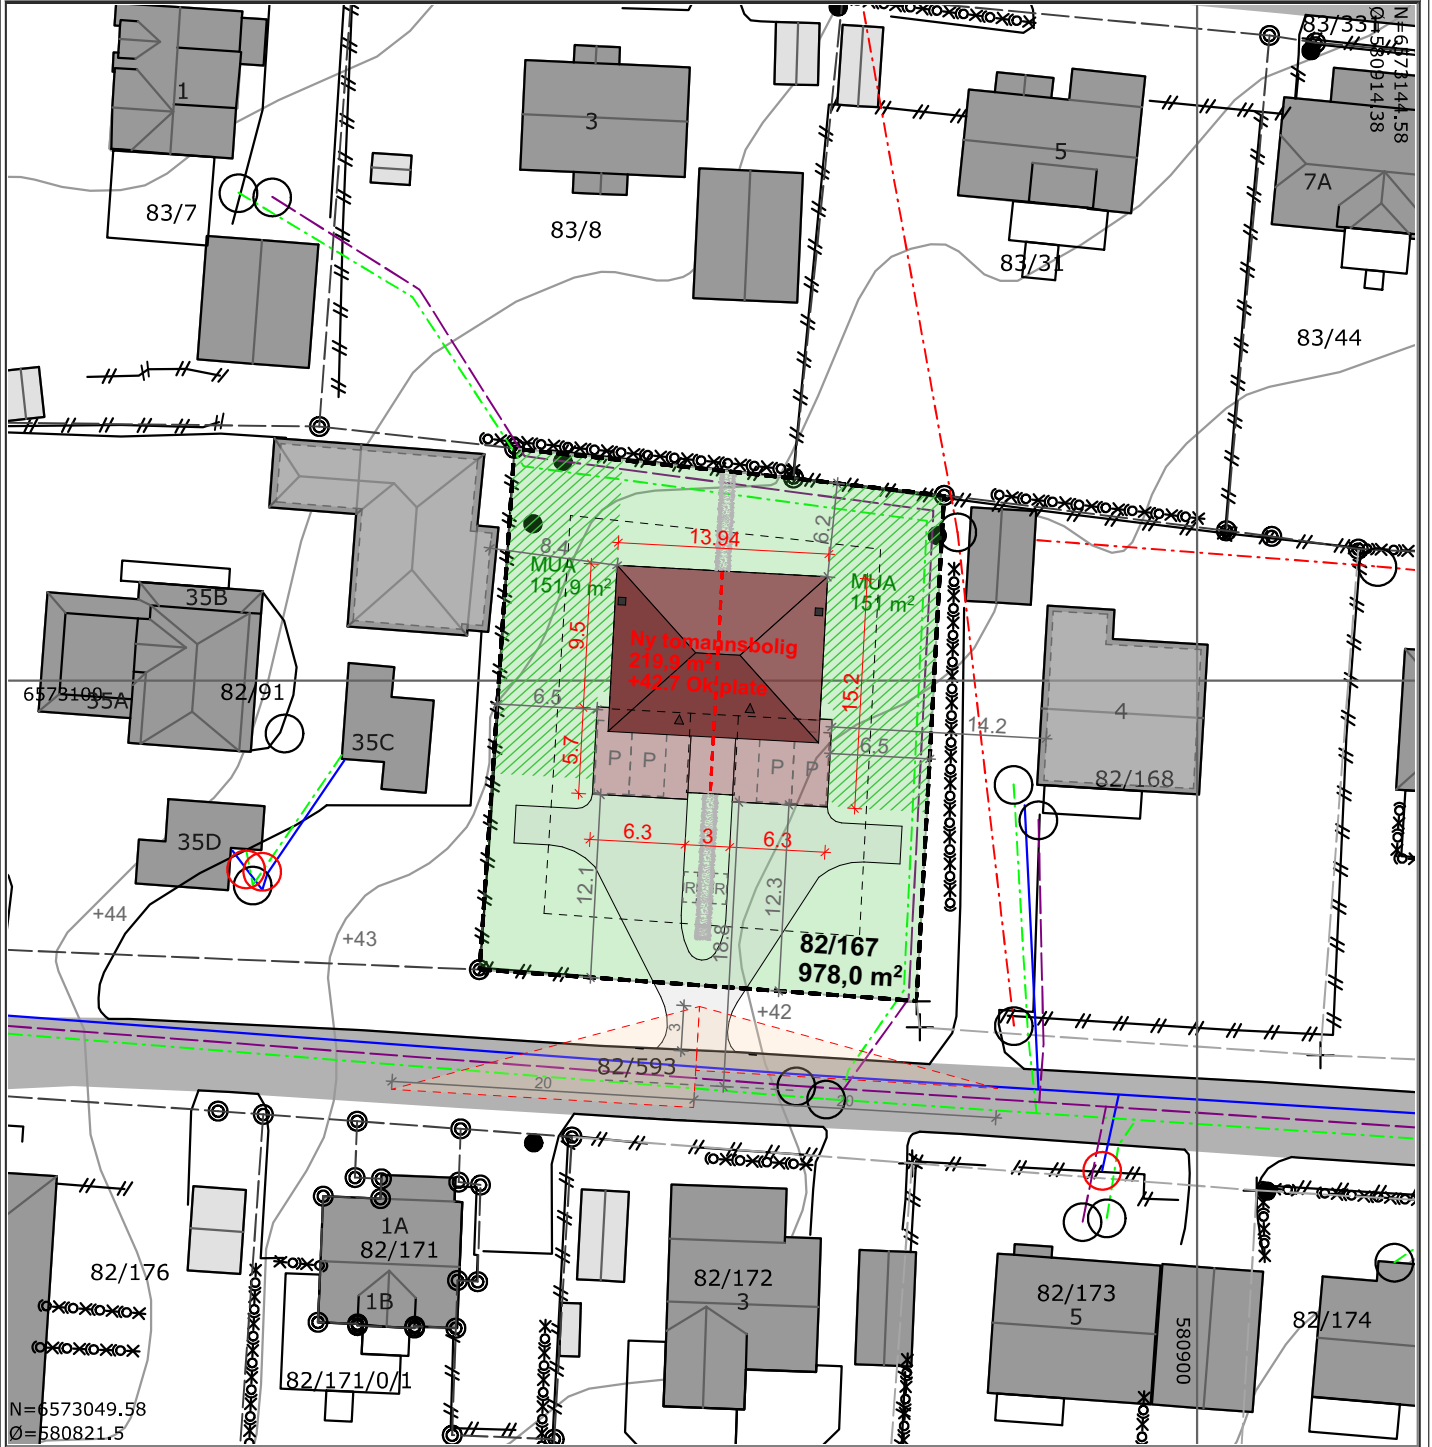 N=6573144.58
Ø=580914.38
83/331
1
3
5
7A
83/7
83/8
83/31
83/44
6.2
13.94
8.4
MUA
151,9 m²
MUA
151 m²
35B
9.5
Ny tomannsbolig
219,9 m²
+42.7 Ok plate
15.2
6573100
35A
82/91
6.5
14.2
4
35C
5.7
P
P
P
P
6.5
82/168
35D
6.3
3
6.3
12.1
R
R
12.3
+44
+43
18.8
82/167
978,0 m²
+42
3
82/593
20
20
1A
82/171
82/176
82/172
3
82/173
5
1B
580900
82/174
82/171/0/1
N=6573049.58
Ø=580821.5